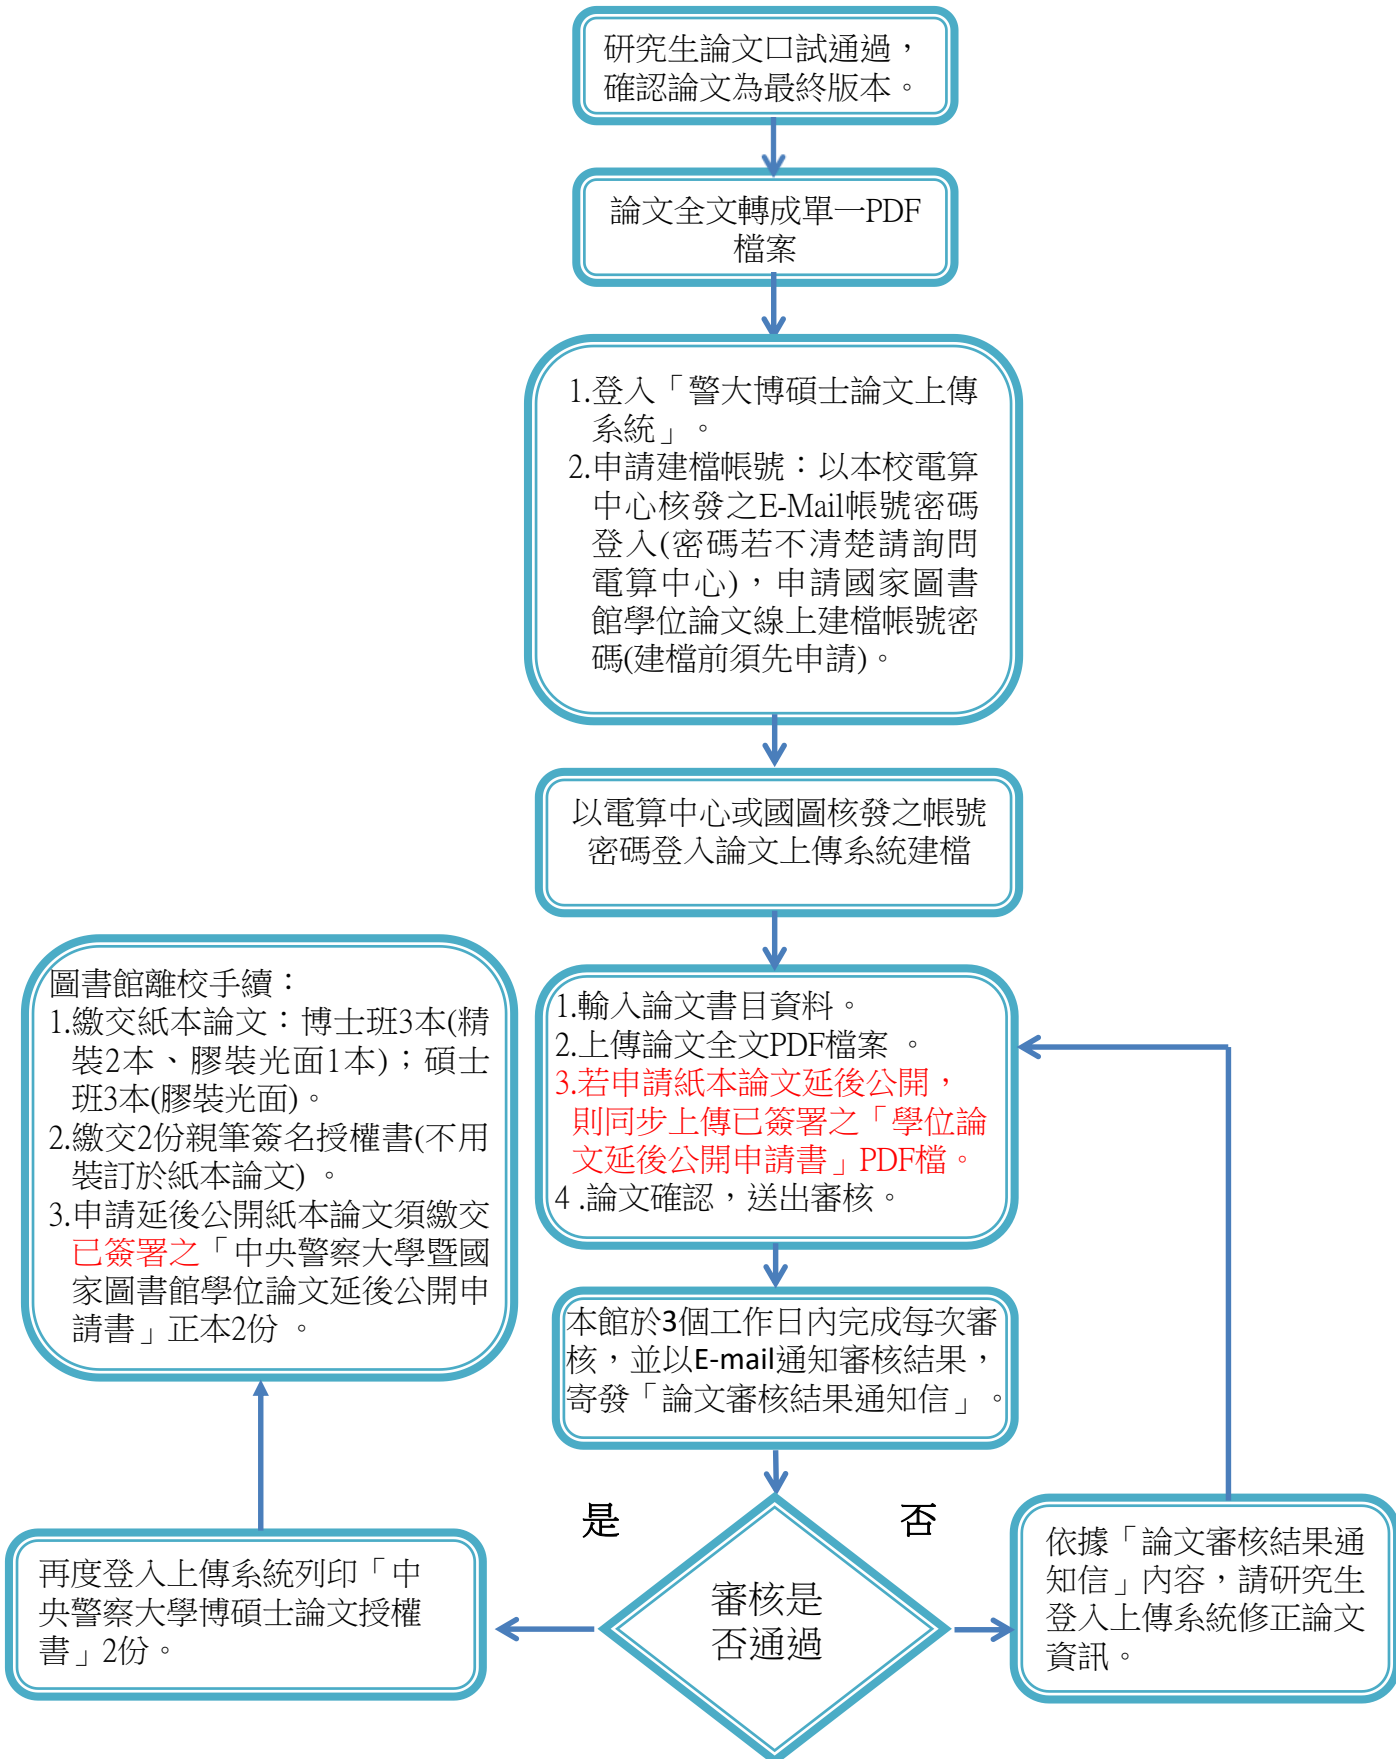 研究生論文口試通過，
確認論文為最終版本。
論文全文轉成單一PDF
檔案
1.登入「警大博碩士論文上傳
系統」。
2.申請建檔帳號：以本校電算
中心核發之E-Mail帳號密碼
登入(密碼若不清楚請詢問
電算中心)，申請國家圖書
館學位論文線上建檔帳號密
碼(建檔前須先申請)。
以電算中心或國圖核發之帳號
密碼登入論文上傳系統建檔
1.輸入論文書目資料。
2.上傳論文全文PDF檔案 。
3.若申請紙本論文延後公開，
則同步上傳已簽署之「學位論
文延後公開申請書」PDF檔。
4 .論文確認，送出審核。
本館於3個工作日內完成每次審
核，並以E-mail通知審核結果，
寄發「論文審核結果通知信」。
審核是
否通過
是
否
依據「論文審核結果通
知信」內容，請研究生
登入上傳系統修正論文
資訊。
再度登入上傳系統列印「中
央警察大學博碩士論文授權
書」2份。
圖書館離校手續：
1.繳交紙本論文：博士班3本(精
裝2本、膠裝光面1本)；碩士
班3本(膠裝光面)。
2.繳交2份親筆簽名授權書(不用
裝訂於紙本論文) 。
3.申請延後公開紙本論文須繳交
已簽署之「中央警察大學暨國
家圖書館學位論文延後公開申
請書」正本2份 。